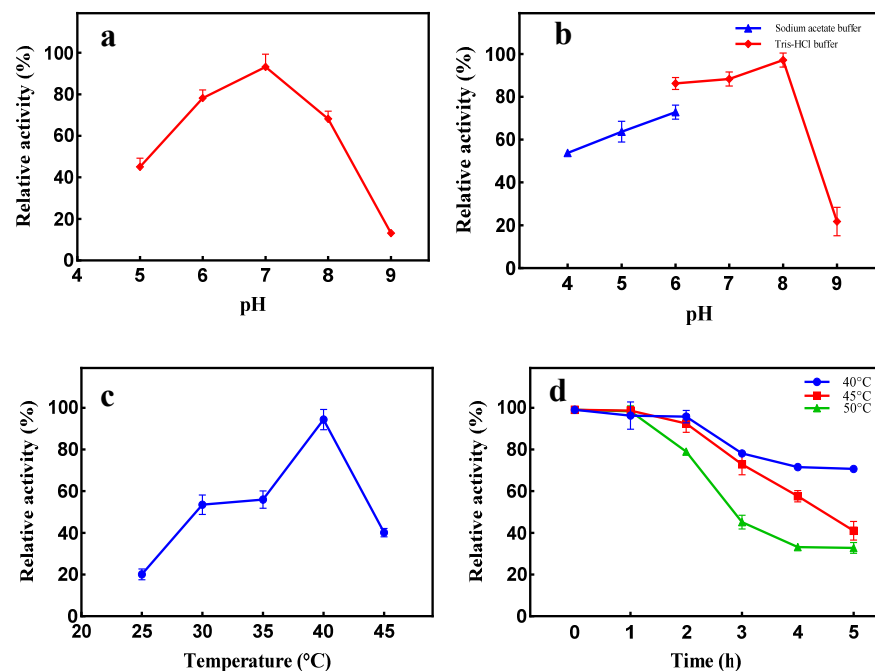 a
Relative activity (%)
100
80
60
40
20
0
4 5 6 7 8 9
pH
b
Sodium acetate buffer
Tris-HCl buffer
Relative activity (%)
100
80
60
40
20
0
4 5 6 7 8 9
pH
c
Relative activity (%)
100
80
60
40
20
0
20 25 30 35 40 45
Temperature (°C)
d
40°C
45°C
50°C
Relative activity (%)
100
80
60
40
20
0
0 1 2 3 4 5
Time (h)